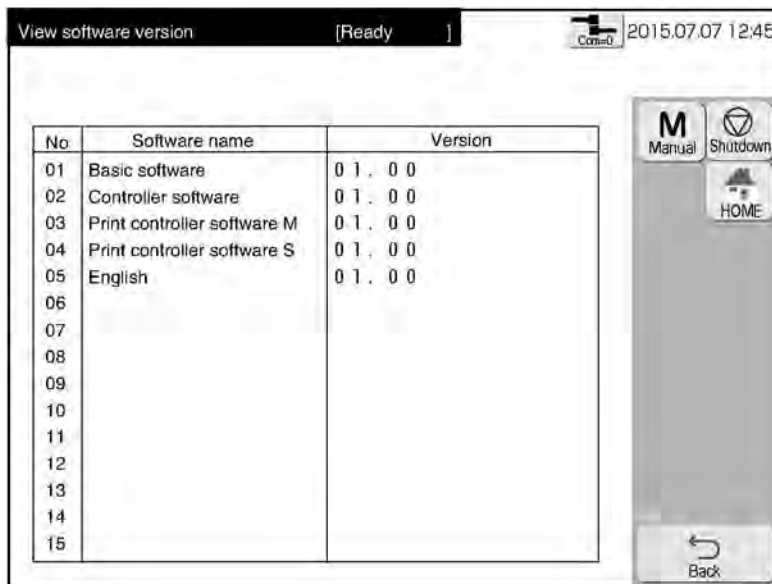 View software version [Ready ] Com=0 2015.07.07 12:45
M Manual Shutdown
HOME
No Software name Version
01 Basic software 01.00
02 Controller software 01.00
03 Print controller software M 01.00
04 Print controller software S 01.00
05 English 01.00
06
07
08
09
10
11
12
13
14
15
Back